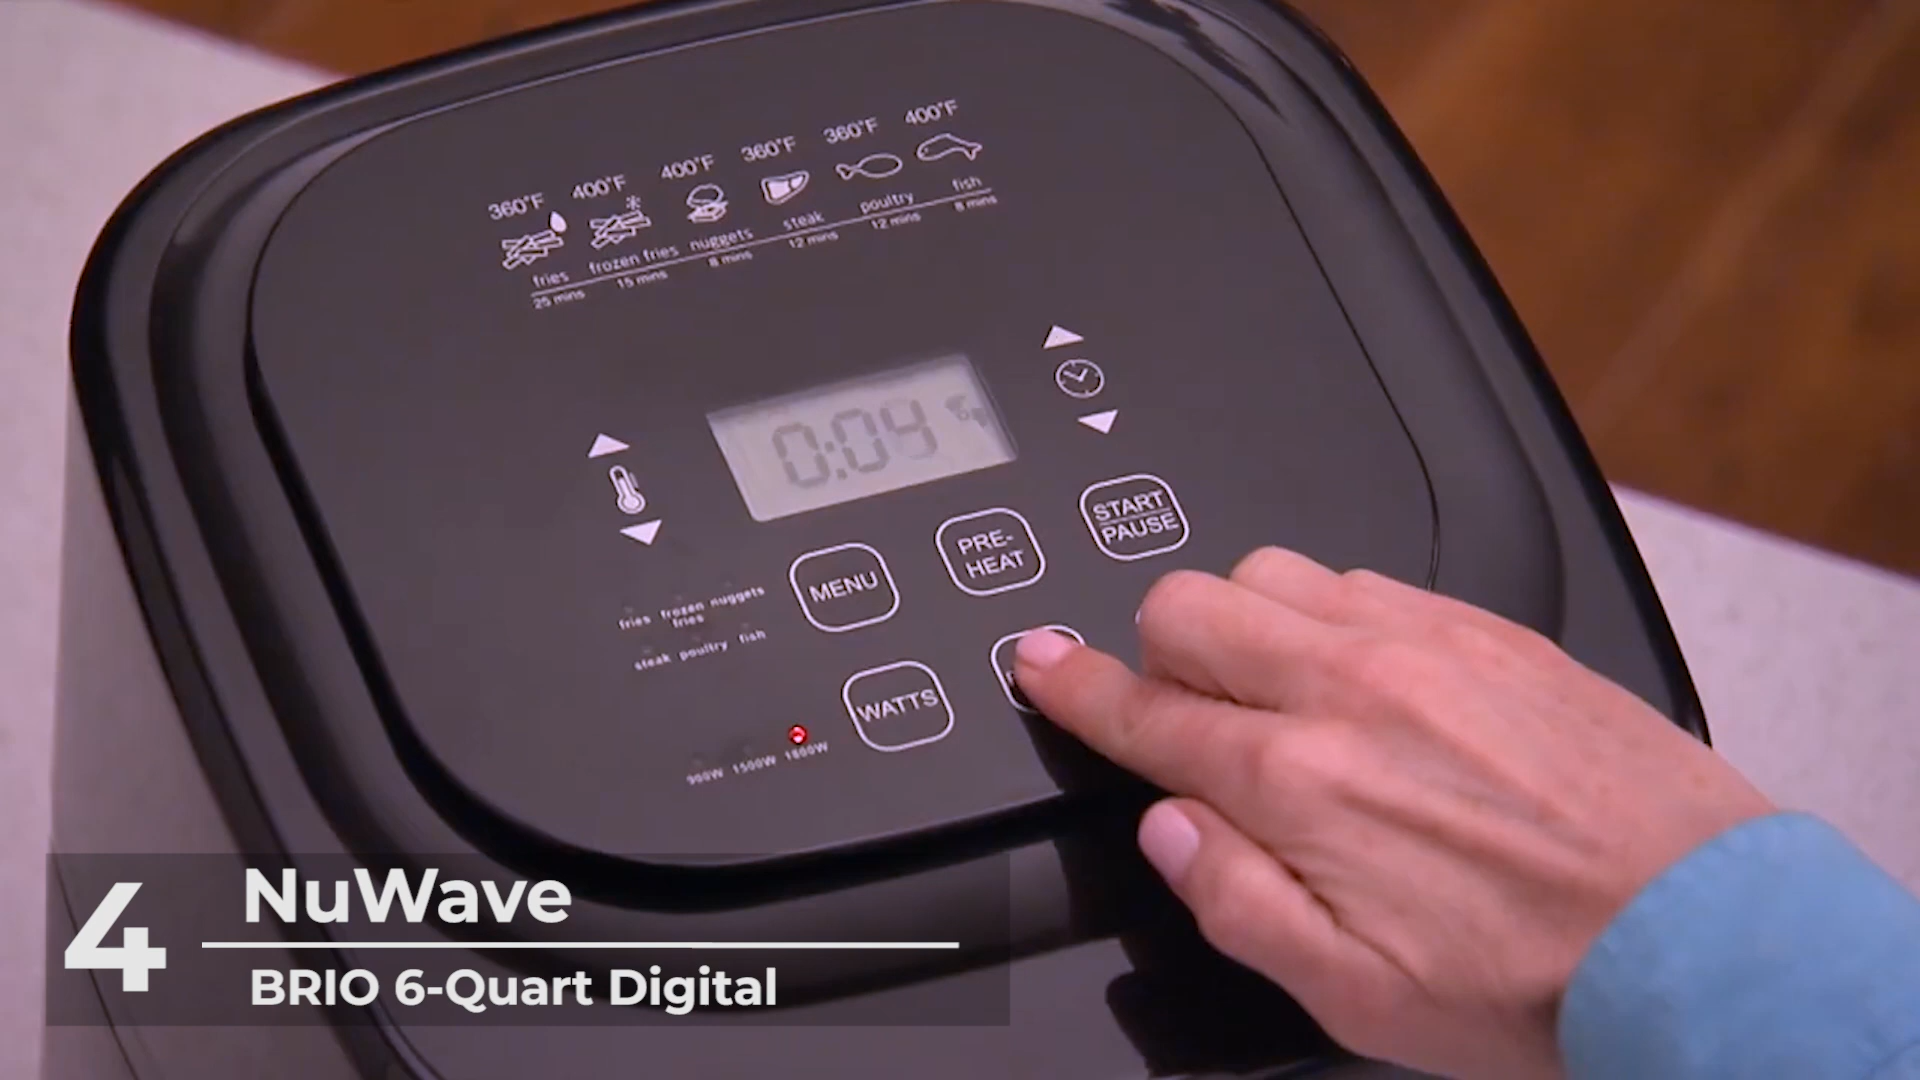 360°F 400°F 400°F 360°F 360°F 400°F
fries frozen fries nuggets steak poultry fish
25 mins 15 mins 8 mins 12 mins 12 mins 8 mins
0:04
START
PAUSE
PRE-
HEAT
MENU
fries frozen fries nuggets
steak poultry fish
WATTS
900W 1500W 1800W
4
NuWave
BRIO 6-Quart Digital